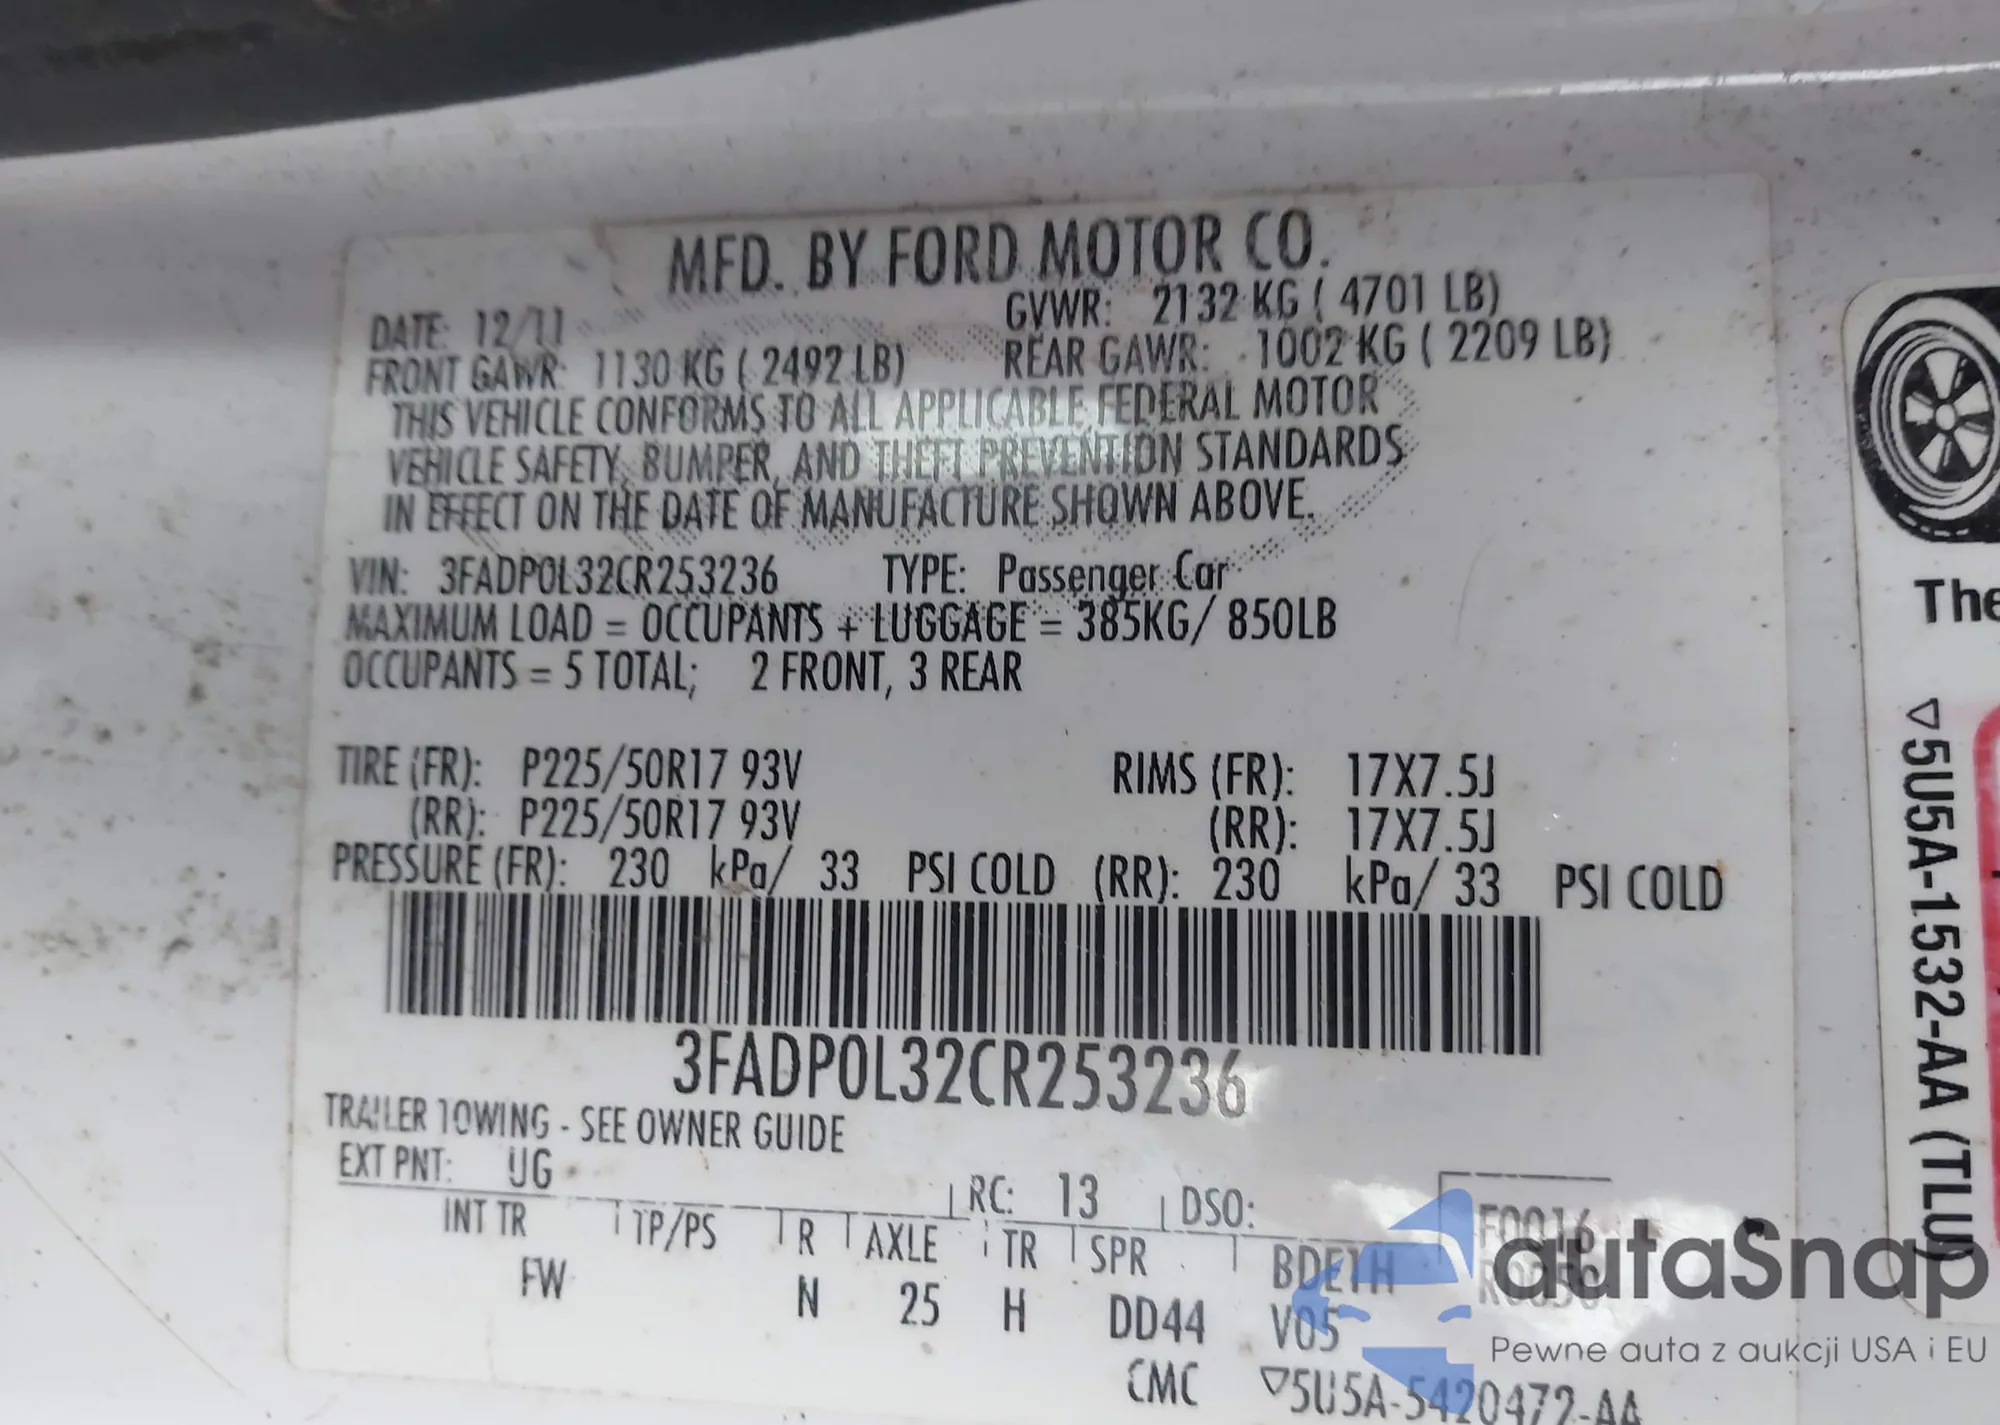 MFD. BY FORD MOTOR CO.
DATE: 12/11 GVWR: 2132 KG ( 4701 LB)
FRONT GAWR: 1130 KG ( 2492 LB) REAR GAWR: 1002 KG ( 2209 LB)
THIS VEHICLE CONFORMS TO ALL APPLICABLE FEDERAL MOTOR
VEHICLE SAFETY, BUMPER, AND THEFT PREVENTION STANDARDS
IN EFFECT ON THE DATE OF MANUFACTURE SHOWN ABOVE.
VIN: 3FADP0L32CR253236 TYPE: Passenger Car
MAXIMUM LOAD = OCCUPANTS + LUGGAGE = 385KG/ 850LB
OCCUPANTS = 5 TOTAL; 2 FRONT, 3 REAR
TIRE (FR): P225/50R17 93V RIMS (FR): 17X7.5J
(RR): P225/50R17 93V (RR): 17X7.5J
PRESSURE (FR): 230 kPa/ 33 PSI COLD (RR): 230 kPa/ 33 PSI COLD
3FADP0L32CR253236
TRAILER TOWING - SEE OWNER GUIDE
EXT PNT: UG RC: 13 DSO: F0016
INT TR TP/PS R AXLE TR SPR
FW N 25 H DD44 V05
CMC ▽5U5A-5420472-AA
The
▽5U5A-1532-AA (TLU)
autaSnap
Pewne auta z aukcji USA i EU